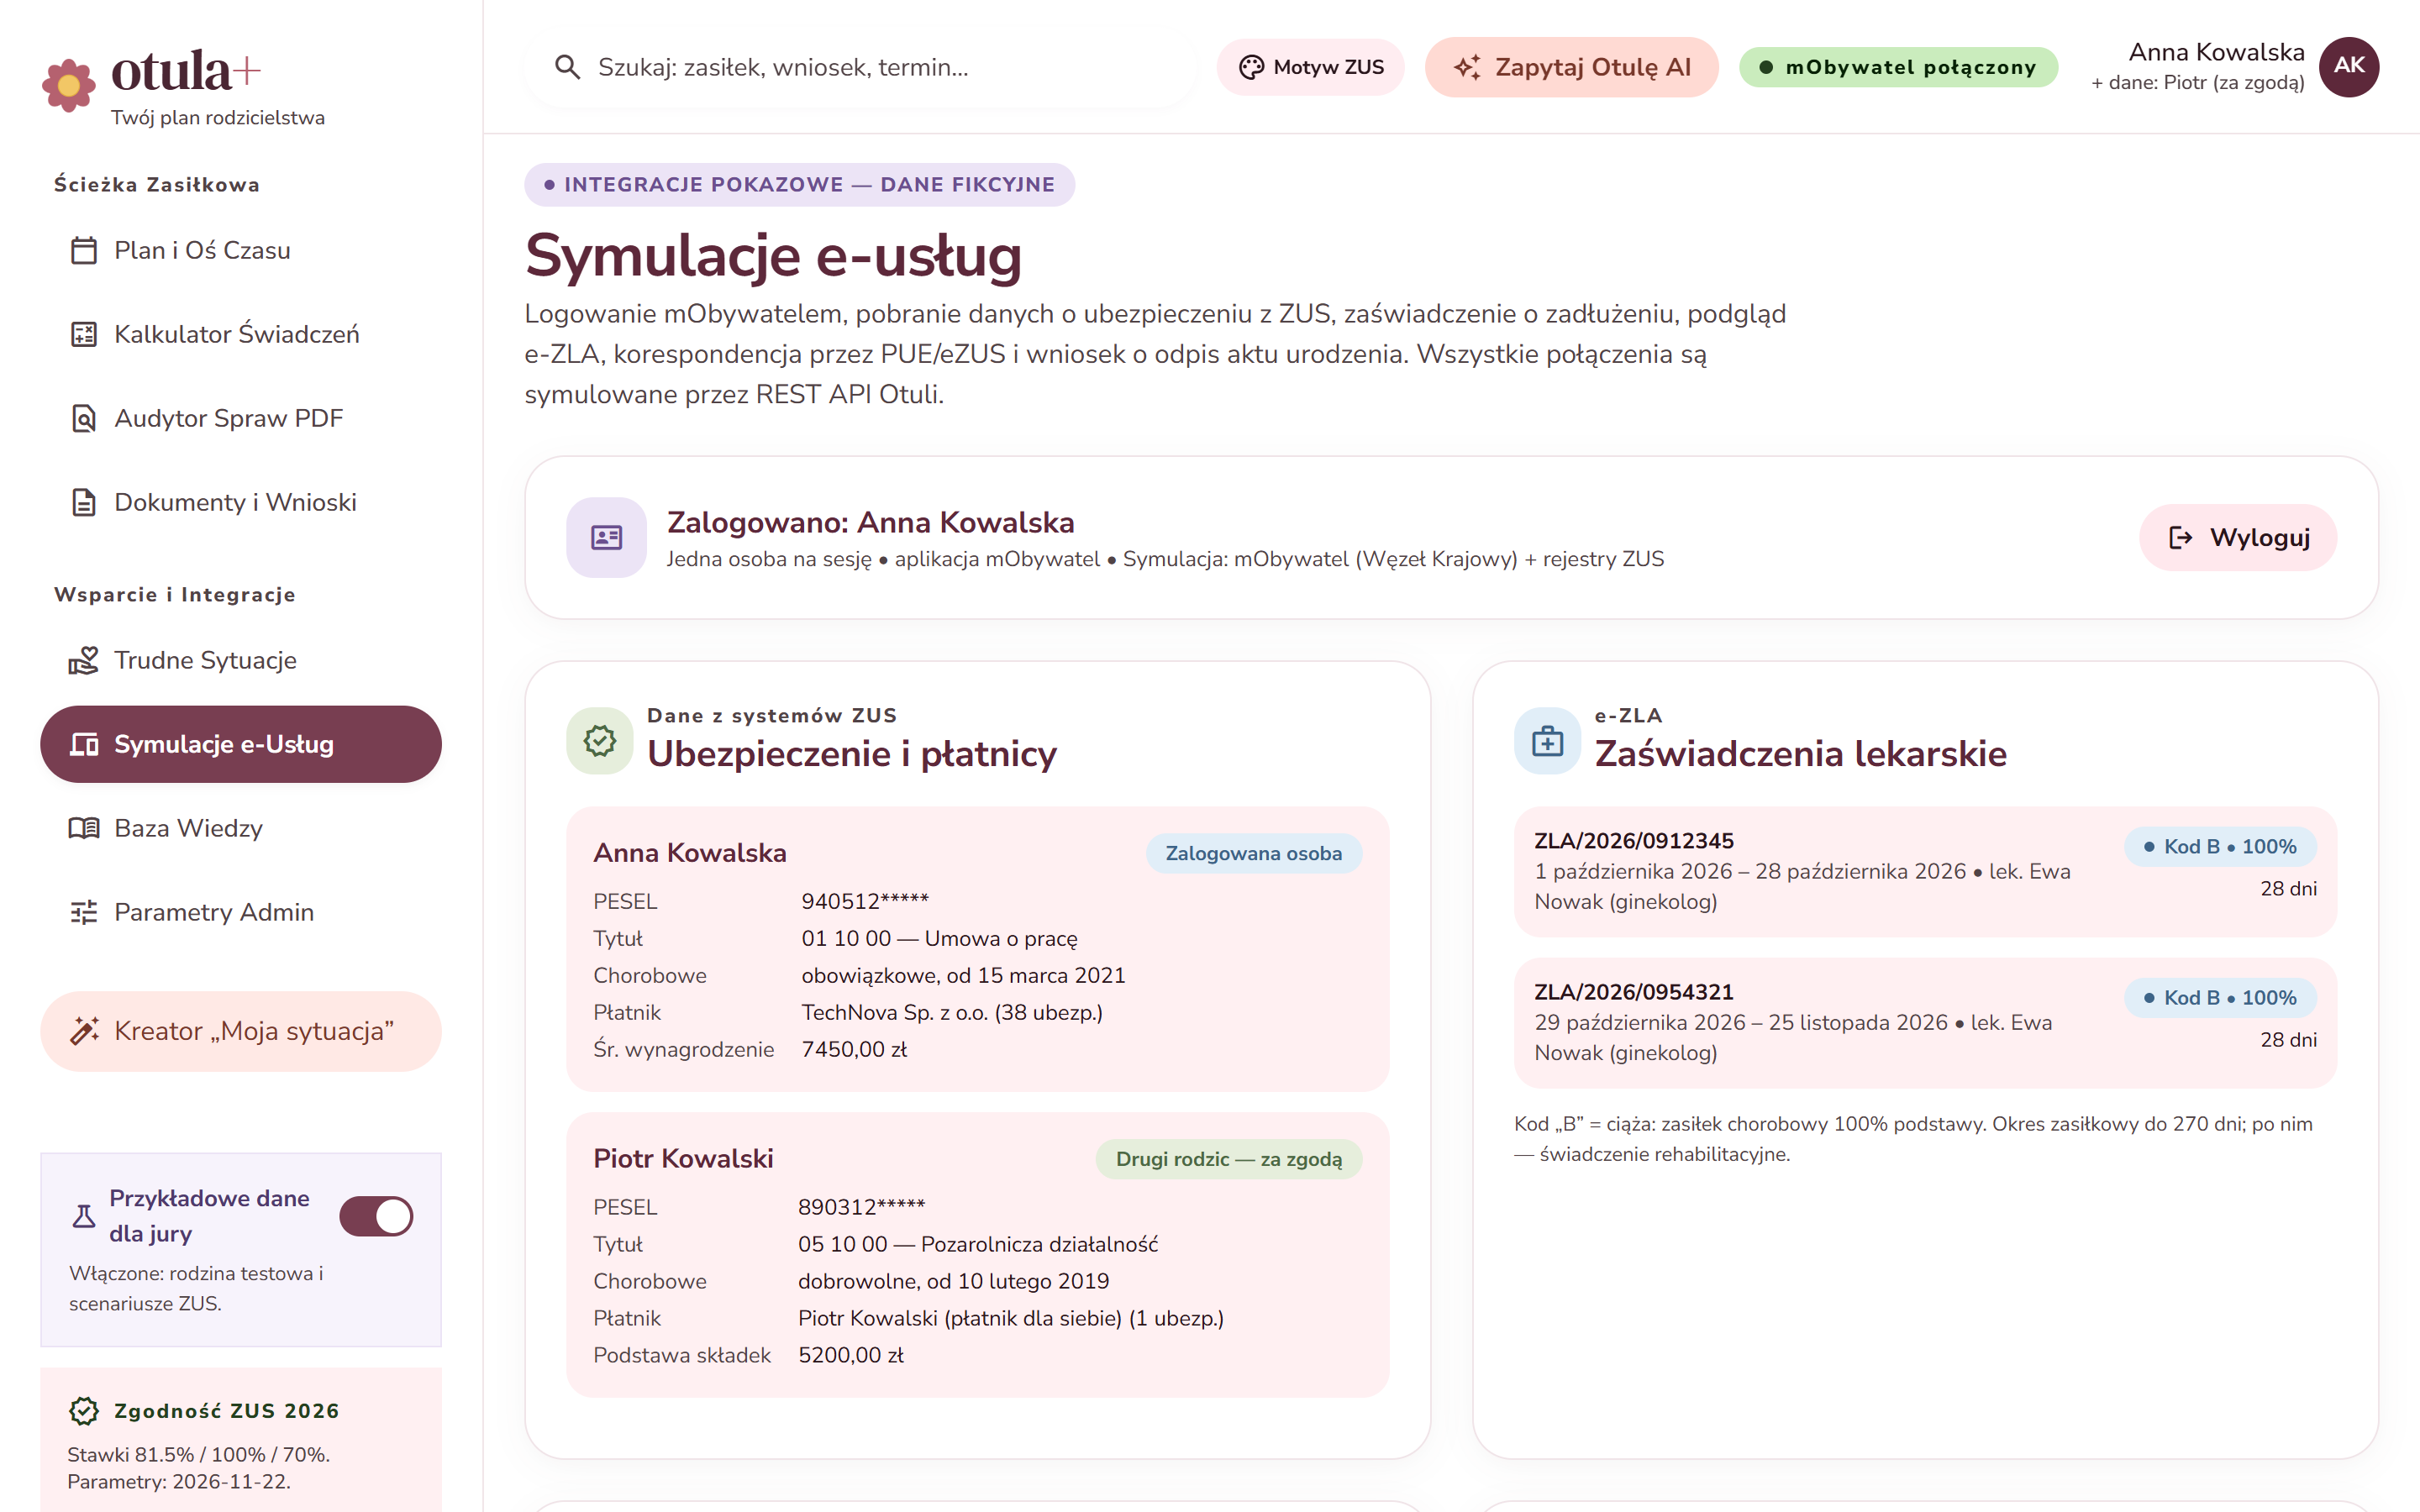 otula+
Twój plan rodzicielstwa
Ścieżka Zasiłkowa
Plan i Oś Czasu
Kalkulator Świadczeń
Audytor Spraw PDF
Dokumenty i Wnioski
Wsparcie i Integracje
Trudne Sytuacje
Symulacje e-Usług
Baza Wiedzy
Parametry Admin
Kreator „Moja sytuacja”
Przykładowe dane
dla jury
Włączone: rodzina testowa i
scenariusze ZUS.
Zgodność ZUS 2026
Stawki 81.5% / 100% / 70%.
Parametry: 2026-11-22.
Szukaj: zasiłek, wniosek, termin...
Motyw ZUS
Zapytaj Otulę AI
mObywatel połączony
Anna Kowalska
+ dane: Piotr (za zgodą)
AK
INTEGRACJE POKAZOWE — DANE FIKCYJNE
Symulacje e-usług
Logowanie mObywatelem, pobranie danych o ubezpieczeniu z ZUS, zaświadczenie o zadłużeniu, podgląd
e-ZLA, korespondencja przez PUE/eZUS i wniosek o odpis aktu urodzenia. Wszystkie połączenia są
symulowane przez REST API Otuli.
Zalogowano: Anna Kowalska
Jedna osoba na sesję • aplikacja mObywatel • Symulacja: mObywatel (Węzeł Krajowy) + rejestry ZUS
Wyloguj
Dane z systemów ZUS
Ubezpieczenie i płatnicy
Anna Kowalska
Zalogowana osoba
PESEL 940512*****
Tytuł 01 10 00 — Umowa o pracę
Chorobowe obowiązkowe, od 15 marca 2021
Płatnik TechNova Sp. z o.o. (38 ubezp.)
Śr. wynagrodzenie 7450,00 zł
Piotr Kowalski
Drugi rodzic — za zgodą
PESEL 890312*****
Tytuł 05 10 00 — Pozarolnicza działalność
Chorobowe dobrowolne, od 10 lutego 2019
Płatnik Piotr Kowalski (płatnik dla siebie) (1 ubezp.)
Podstawa składek 5200,00 zł
e-ZLA
Zaświadczenia lekarskie
ZLA/2026/0912345
1 października 2026 – 28 października 2026 • lek. Ewa
Nowak (ginekolog)
Kod B • 100%
28 dni
ZLA/2026/0954321
29 października 2026 – 25 listopada 2026 • lek. Ewa
Nowak (ginekolog)
Kod B • 100%
28 dni
Kod „B” = ciąża: zasiłek chorobowy 100% podstawy. Okres zasiłkowy do 270 dni; po nim
— świadczenie rehabilitacyjne.